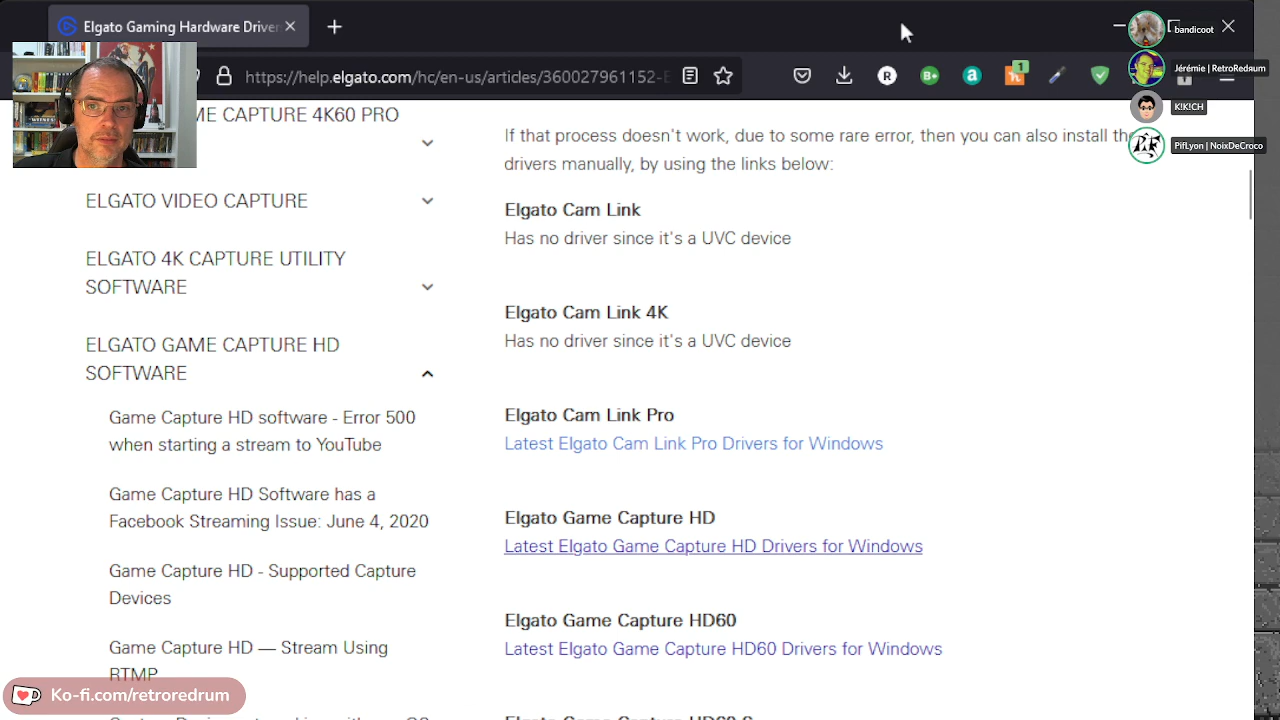 Elgato Gaming Hardware Driver
https://help.elgato.com/hc/en-us/articles/360027961152-E
R
B+
a
1
bandicoot
Jérémie | RetroRedrum
KIKICH
PifLyon | NoixDeCroco
ME CAPTURE 4K60 PRO
ELGATO VIDEO CAPTURE
ELGATO 4K CAPTURE UTILITY
SOFTWARE
ELGATO GAME CAPTURE HD
SOFTWARE
Game Capture HD software - Error 500
when starting a stream to YouTube
Game Capture HD Software has a
Facebook Streaming Issue: June 4, 2020
Game Capture HD - Supported Capture
Devices
Game Capture HD — Stream Using
RTMP
If that process doesn't work, due to some rare error, then you can also install the
drivers manually, by using the links below:
Elgato Cam Link
Has no driver since it's a UVC device
Elgato Cam Link 4K
Has no driver since it's a UVC device
Elgato Cam Link Pro
Latest Elgato Cam Link Pro Drivers for Windows
Elgato Game Capture HD
Latest Elgato Game Capture HD Drivers for Windows
Elgato Game Capture HD60
Latest Elgato Game Capture HD60 Drivers for Windows
Ko-fi.com/retroredrum